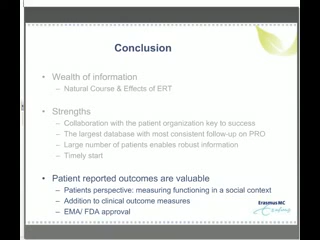 Conclusion
• Wealth of information
– Natural Course & Effects of ERT
• Strengths
– Collaboration with the patient organization key to success
– The largest database with most consistent follow-up on PRO
– Large number of patients enables robust information
– Timely start
• Patient reported outcomes are valuable
– Patients perspective: measuring functioning in a social context
– Addition to clinical outcome measures
– EMA/ FDA approval
Erasmus MC
Erasmus